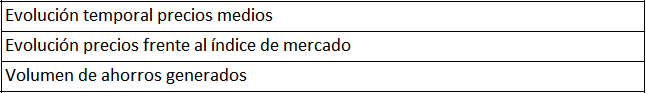 Evolución temporal precios medios
Evolución precios frente al índice de mercado
Volumen de ahorros generados